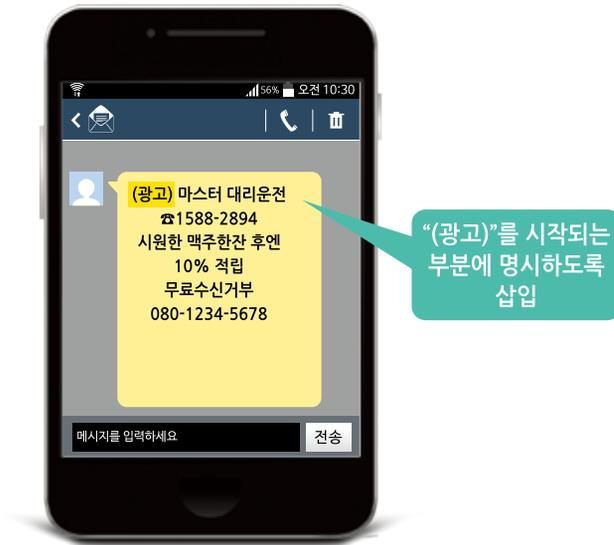 56% 오전 10:30
(광고) 마스터 대리운전
☎1588-2894
시원한 맥주한잔 후엔
10% 적립
무료수신거부
080-1234-5678
“(광고)”를 시작되는
부분에 명시하도록
삽입
메시지를 입력하세요
전송